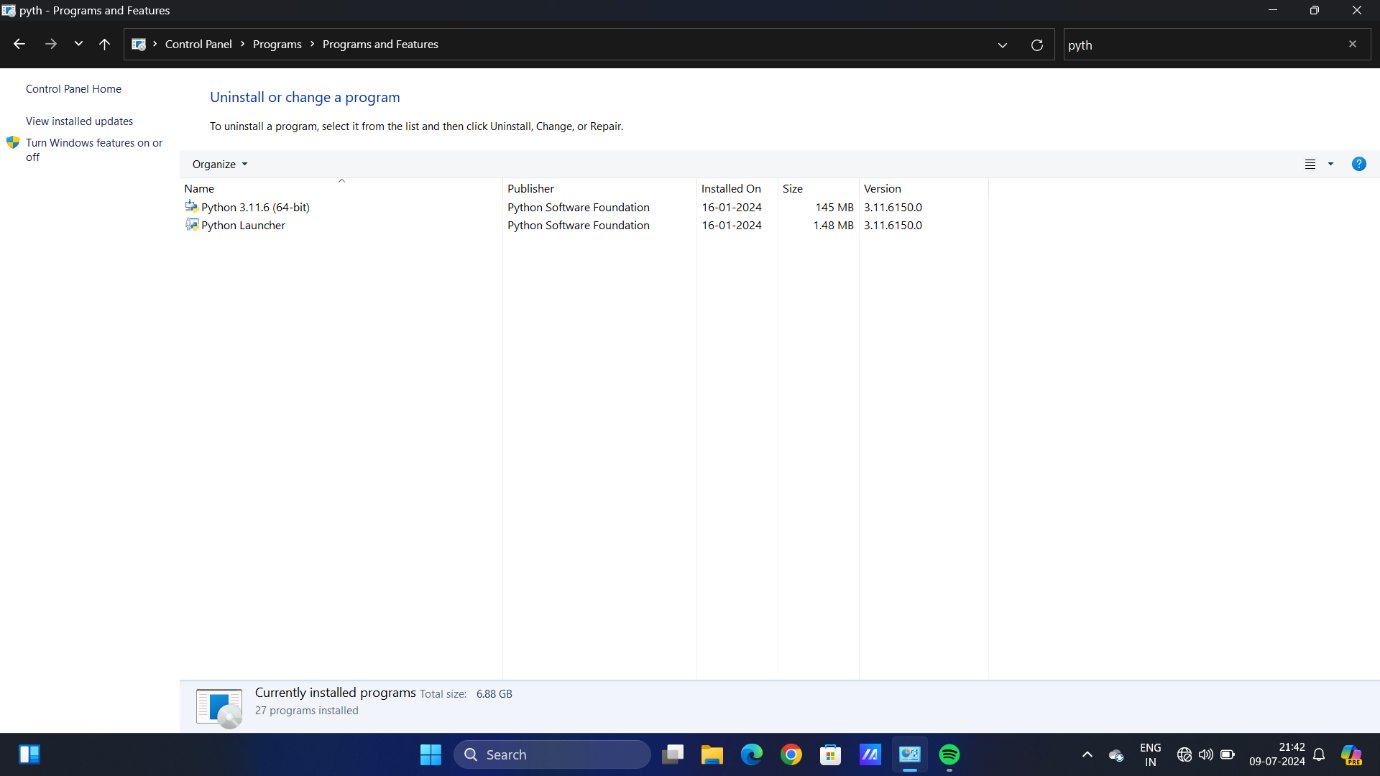 pyth - Programs and Features
Control Panel > Programs > Programs and Features
pyth
Control Panel Home
View installed updates
Turn Windows features on or
off
Uninstall or change a program
To uninstall a program, select it from the list and then click Uninstall, Change, or Repair.
Organize
Name Publisher Installed On Size Version
Python 3.11.6 (64-bit) Python Software Foundation 16-01-2024 145 MB 3.11.6150.0
Python Launcher Python Software Foundation 16-01-2024 1.48 MB 3.11.6150.0
Currently installed programs Total size: 6.88 GB
27 programs installed
Search
ENG
IN
21:42
09-07-2024
PRE